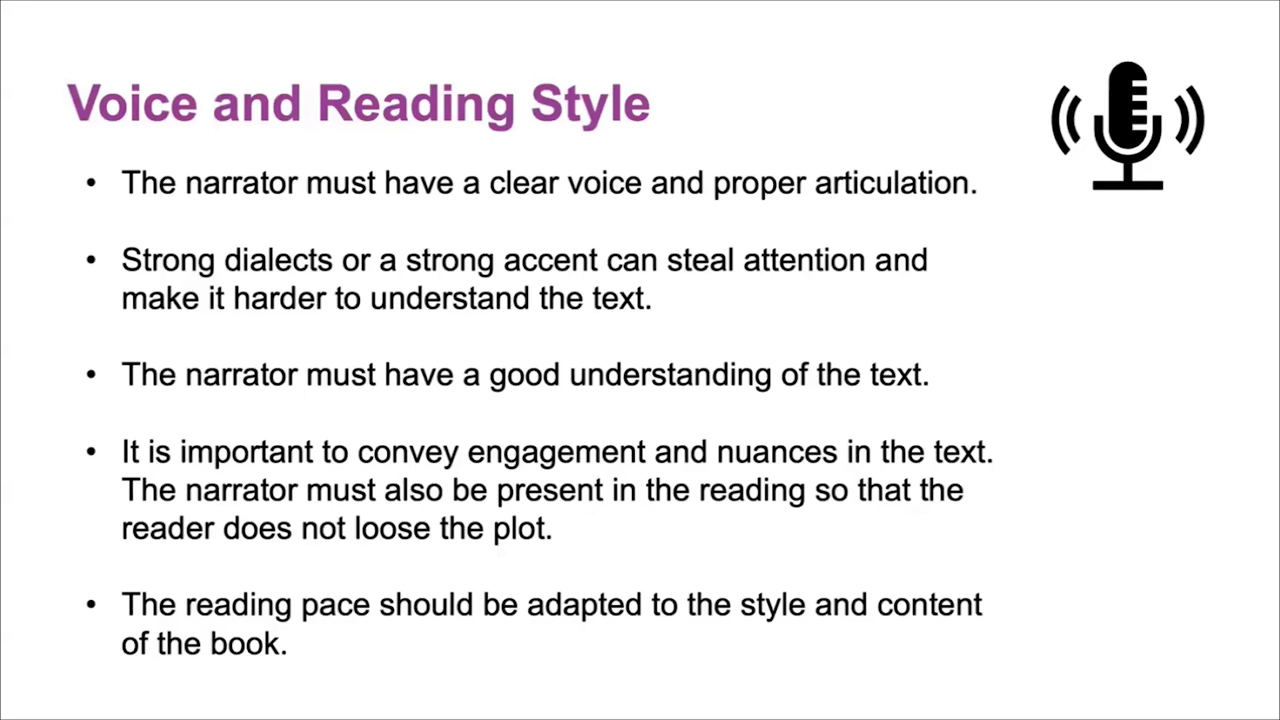 Voice and Reading Style
• The narrator must have a clear voice and proper articulation.
• Strong dialects or a strong accent can steal attention and
make it harder to understand the text.
• The narrator must have a good understanding of the text.
• It is important to convey engagement and nuances in the text.
The narrator must also be present in the reading so that the
reader does not loose the plot.
• The reading pace should be adapted to the style and content
of the book.